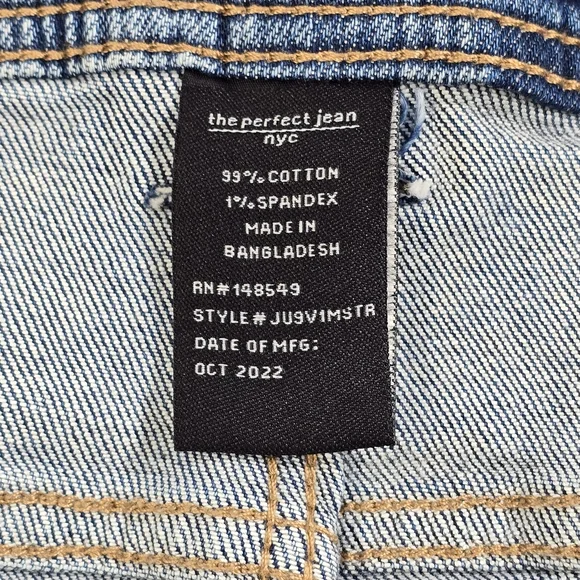 the perfect jean
nyc
99% COTTON
1% SPANDEX
MADE IN
BANGLADESH
RN#148549
STYLE# JU9V1MSTR
DATE OF MFG:
OCT 2022